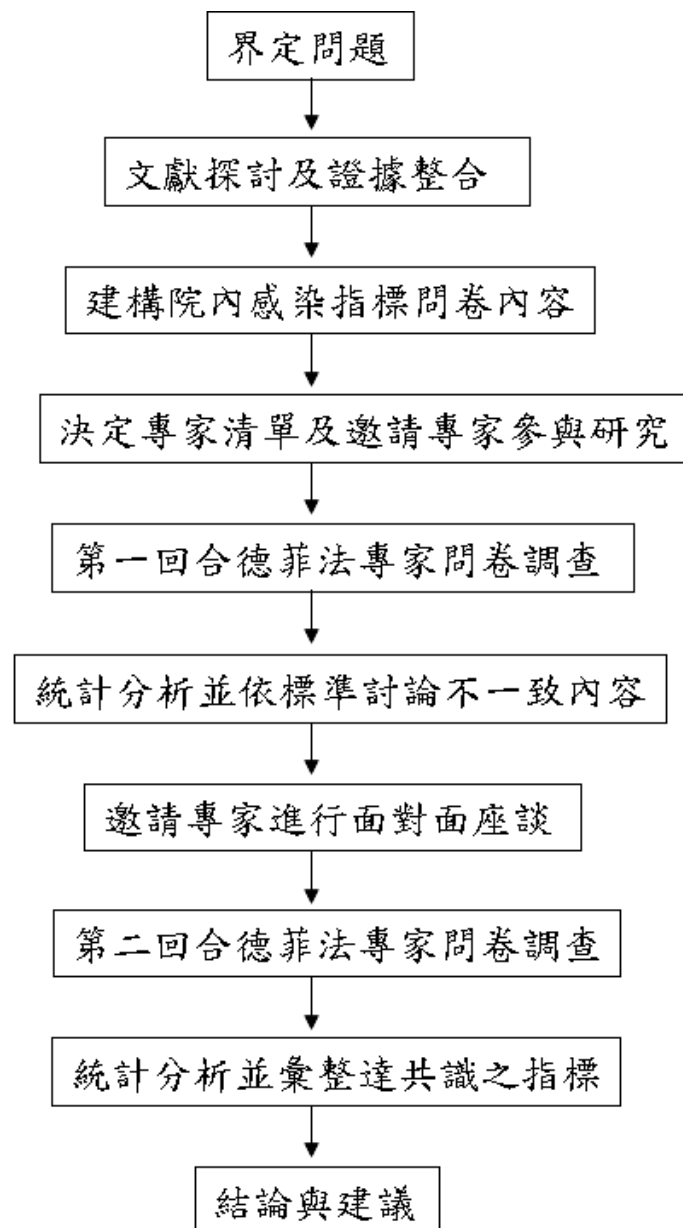 界定問題
文獻探討及證據整合
建構院內感染指標問卷內容
決定專家清單及邀請專家參與研究
第一回合德菲法專家問卷調查
統計分析並依標準討論不一致內容
邀請專家進行面對面座談
第二回合德菲法專家問卷調查
統計分析並彙整達共識之指標
結論與建議